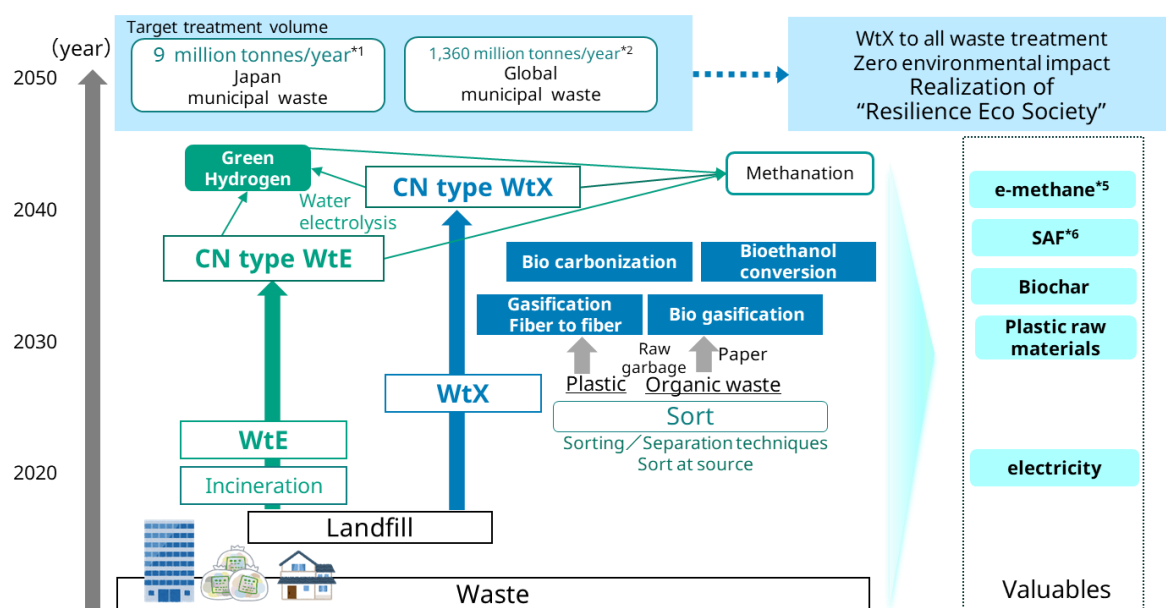 Target treatment volume
(year)
9 million tonnes/year*1
Japan
municipal waste
1,360 million tonnes/year*2
Global
municipal waste
WtX to all waste treatment
Zero environmental impact
Realization of
“Resilience Eco Society”
2050
Green
Hydrogen
CN type WtX
Methanation
Water
electrolysis
2040
CN type WtE
Bio carbonization
Bioethanol
conversion
Gasification
Fiber to fiber
Bio gasification
2030
Raw
garbage
Paper
Plastic
Organic waste
WtX
Sort
Sorting／Separation techniques
Sort at source
WtE
2020
Incineration
Landfill
Waste
e-methane*5
SAF*6
Biochar
Plastic raw
materials
electricity
Valuables